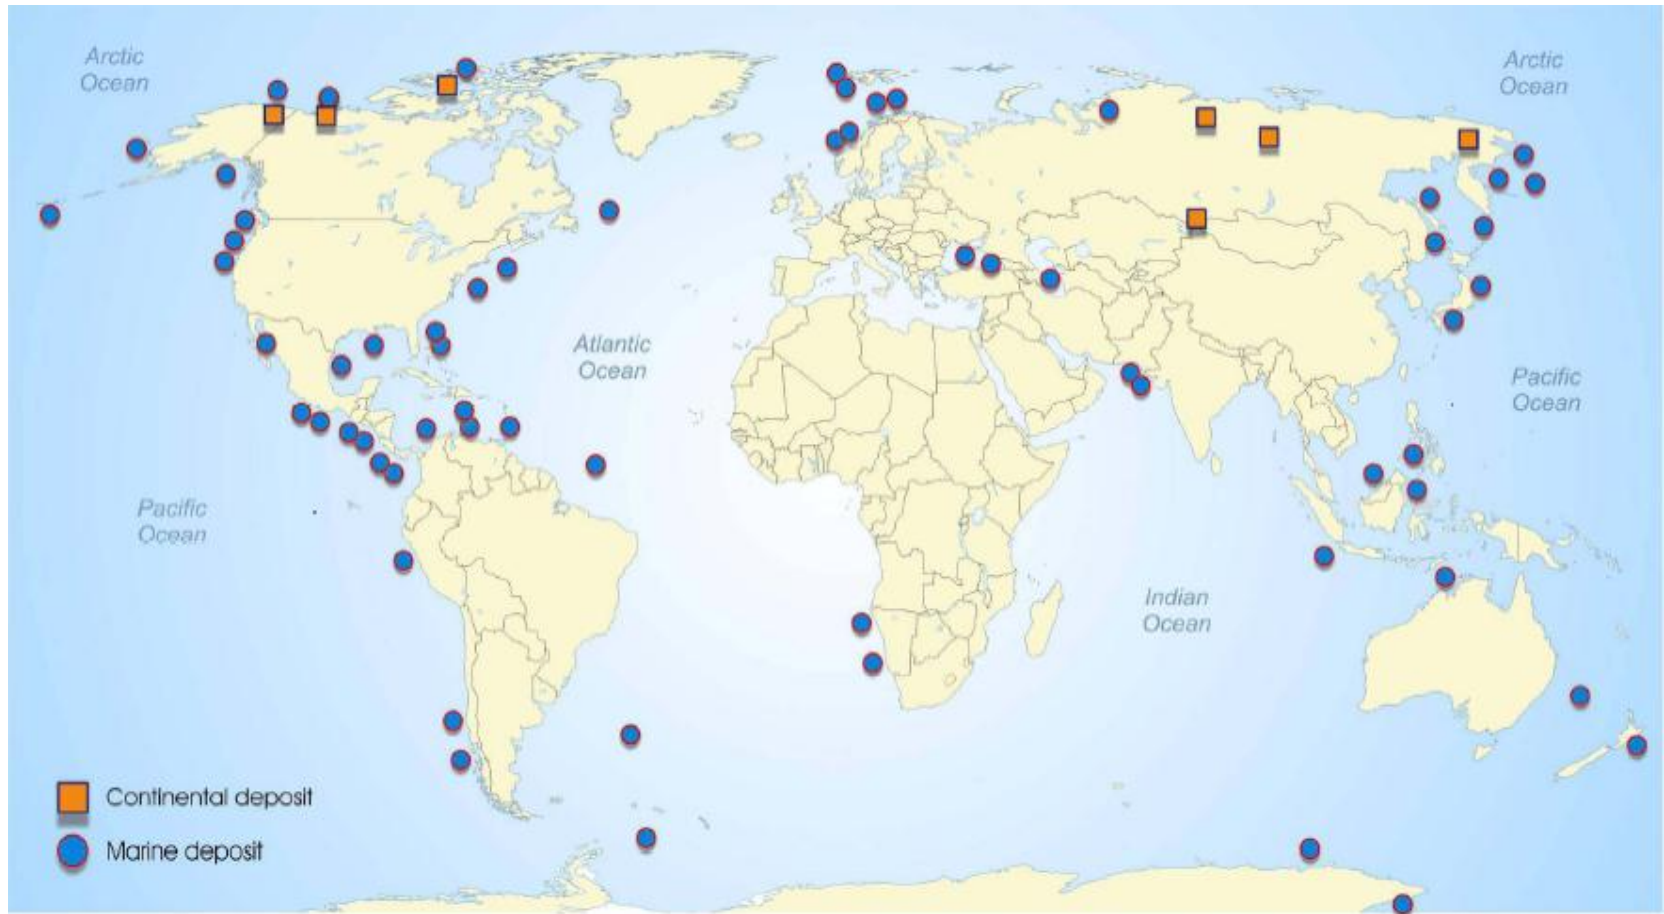 Arctic
Ocean
Arctic
Ocean
Atlantic
Ocean
Pacific
Ocean
Pacific
Ocean
Indian
Ocean
Continental deposit
Marine deposit